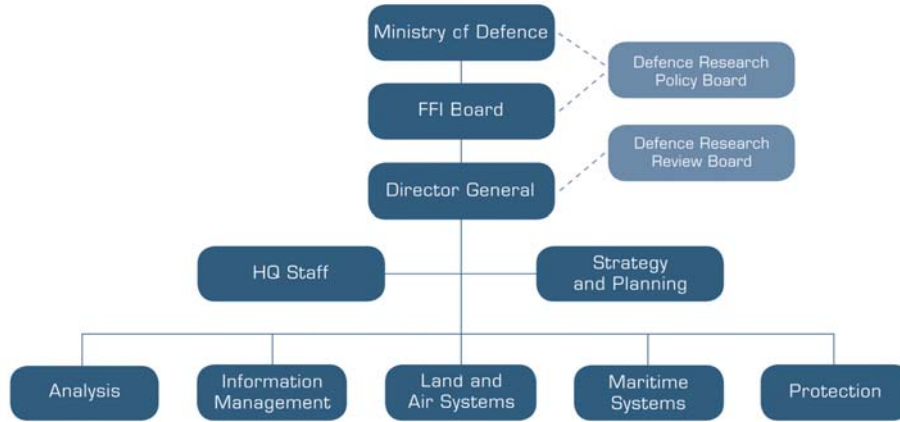 Ministry of Defence
Defence Research
Policy Board
FFI Board
Defence Research
Review Board
Director General
HQ Staff
Strategy
and Planning
Analysis
Information
Management
Land and
Air Systems
Maritime
Systems
Protection